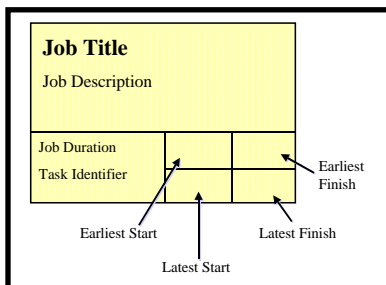 Job Title
Job Description
Job Duration
Task Identifier
Earliest
Finish
Earliest Start
Latest Finish
Latest Start